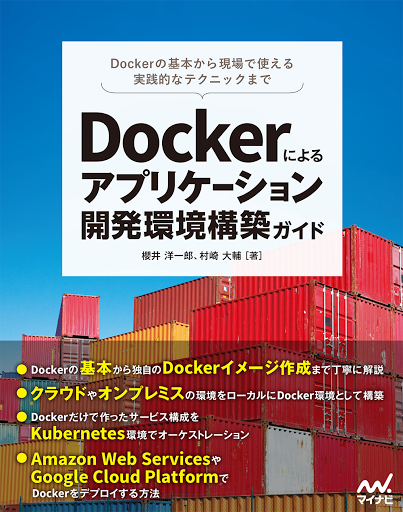 Dockerの基本から現場で使える
実践的なテクニックまで
Dockerによる
アプリケーション
開発環境構築ガイド
櫻井 洋一郎、村崎 大輔［著］
●Dockerの基本から独自のDockerイメージ作成まで丁寧に解説
●クラウドやオンプレミスの環境をローカルにDocker環境として構築
●Dockerだけで作ったサービス構成を
Kubernetes環境でオーケストレーション
●Amazon Web Servicesや
Google Cloud Platformで
Dockerをデプロイする方法
マイナビ